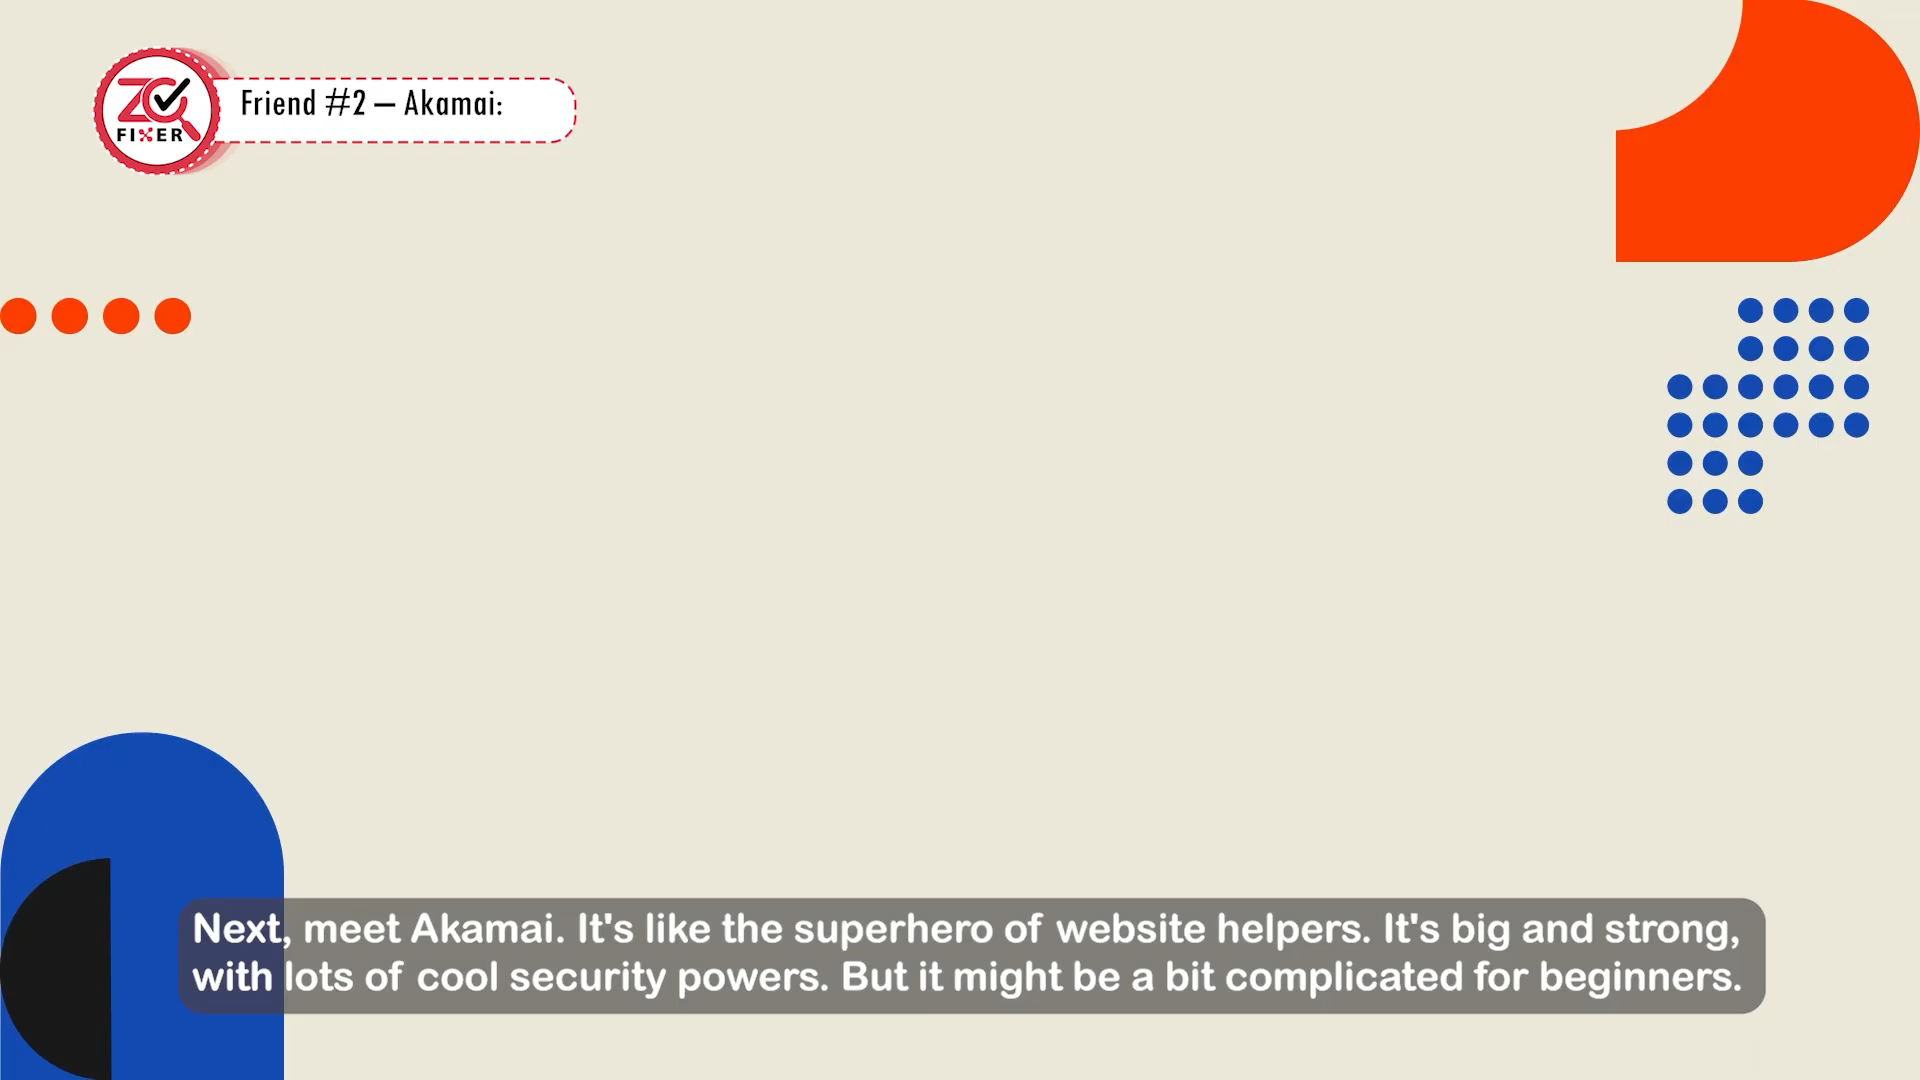 ZQ
FIXER
Friend #2 – Akamai:
Next, meet Akamai. It's like the superhero of website helpers. It's big and strong,
with lots of cool security powers. But it might be a bit complicated for beginners.